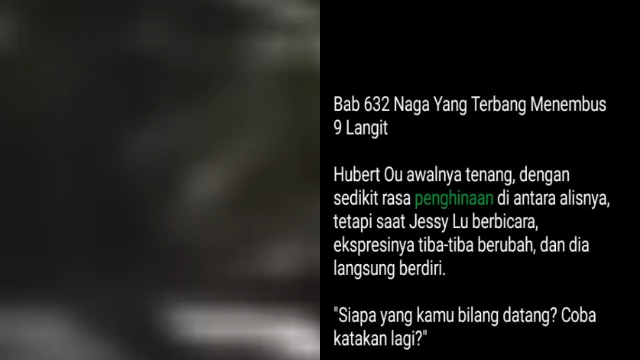 Bab 632 Naga Yang Terbang Menembus
9 Langit
Hubert Ou awalnya tenang, dengan
sedikit rasa penghinaan di antara alisnya,
tetapi saat Jessy Lu berbicara,
ekspresinya tiba-tiba berubah, dan dia
langsung berdiri.
"Siapa yang kamu bilang datang? Coba
katakan lagi?"